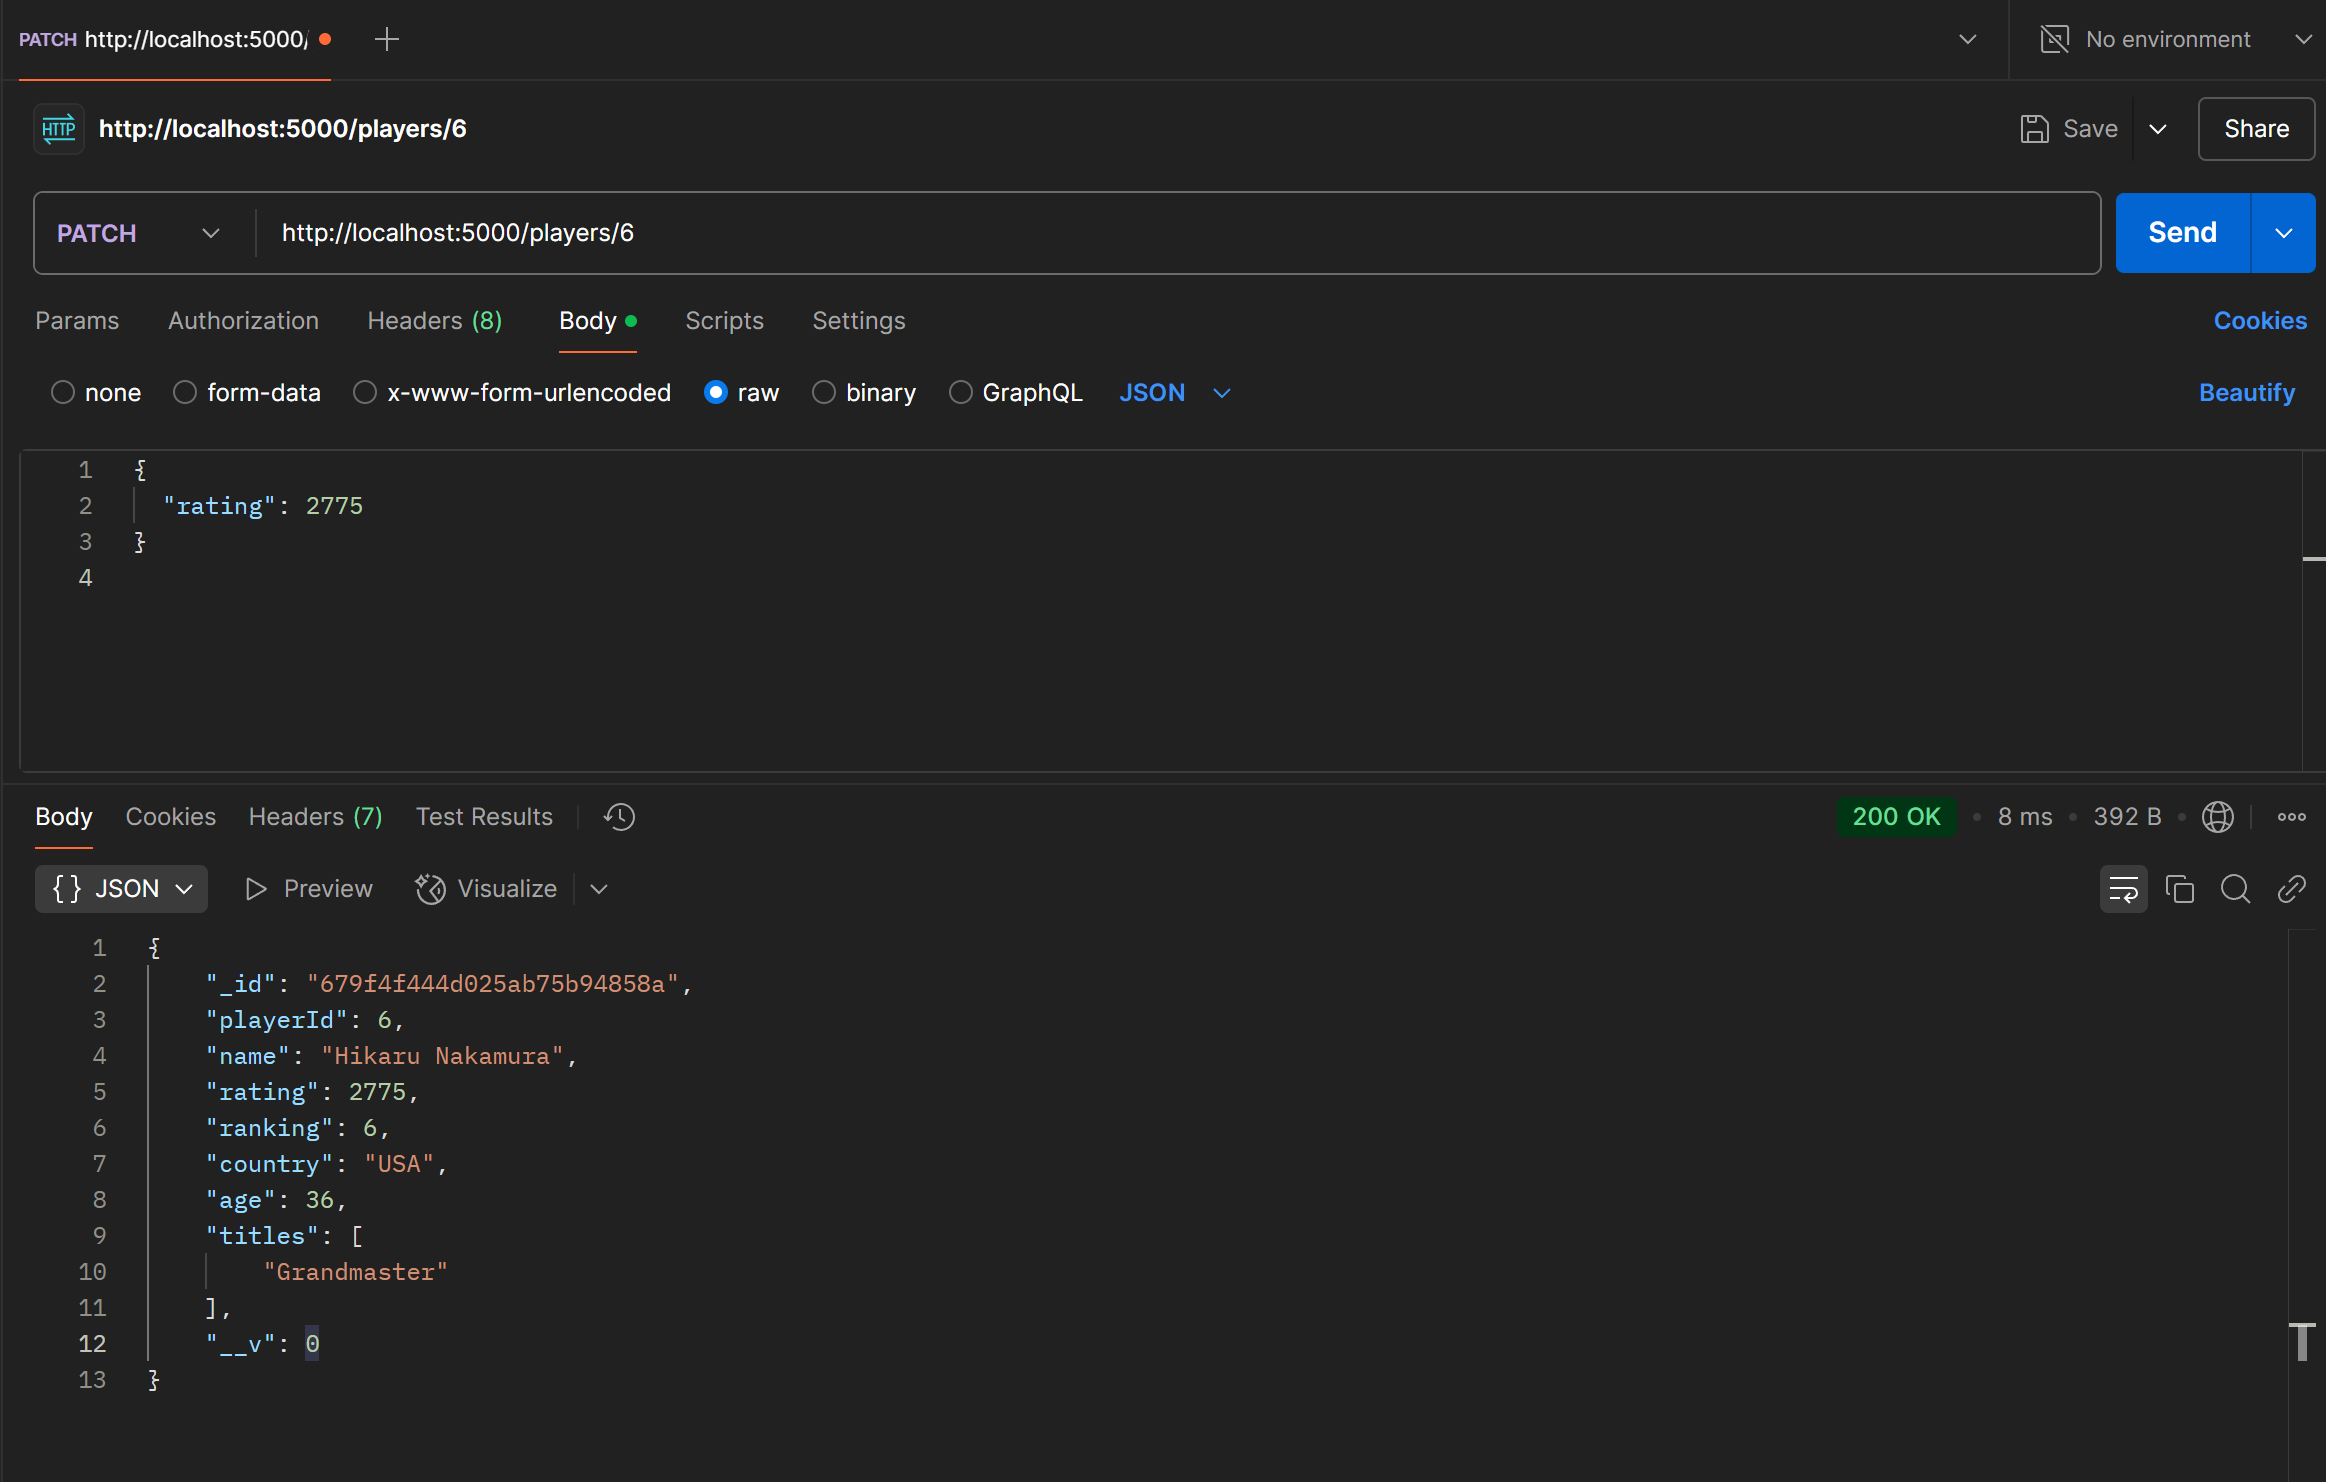 PATCH http://localhost:5000/
No environment
HTTP http://localhost:5000/players/6
Save
Share
PATCH http://localhost:5000/players/6
Send
Params Authorization Headers (8) Body Scripts Settings
Cookies
none form-data x-www-form-urlencoded raw binary GraphQL JSON
Beautify
1 {
2 "rating": 2775
3 }
4
Body Cookies Headers (7) Test Results
200 OK • 8 ms • 392 B
{ } JSON Preview Visualize
1 {
2 "_id": "679f4f444d025ab75b94858a",
3 "playerId": 6,
4 "name": "Hikaru Nakamura",
5 "rating": 2775,
6 "ranking": 6,
7 "country": "USA",
8 "age": 36,
9 "titles": [
10 "Grandmaster"
11 ],
12 "__v": 0
13 }